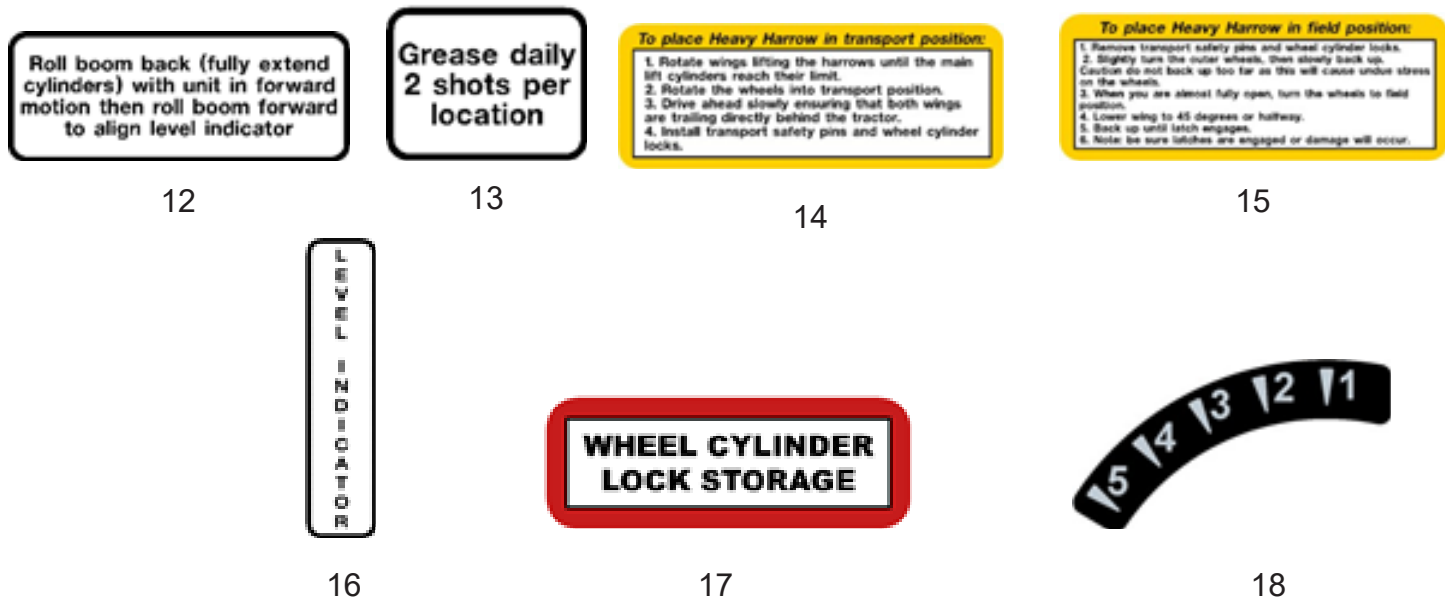 Roll boom back (fully extend
cylinders) with unit in forward
motion then roll boom forward
to align level indicator
12
Grease daily
2 shots per
location
13
To place Heavy Harrow in transport position:
1. Rotate wings lifting the harrows until the main
lift cylinders reach their limit.
2. Rotate the wheels into transport position.
3. Drive ahead slowly ensuring that both wings
are trailing directly behind the tractor.
4. Install transport safety pins and wheel cylinder
locks.
14
To place Heavy Harrow in field position:
1. Remove transport safety pins and wheel cylinder locks.
2. Slightly turn the outer wheels, then slowly back up.
Caution do not back up too far as this will cause undue stress
on the wheels.
3. When you are almost fully open, turn the wheels to field
position.
4. Lower wing to 45 degrees or halfway.
5. Back up until latch engages.
6. Note: be sure latches are engaged or damage will occur.
15
LEVEL INDICATOR
16
WHEEL CYLINDER
LOCK STORAGE
17
5 4 3 2 1
18